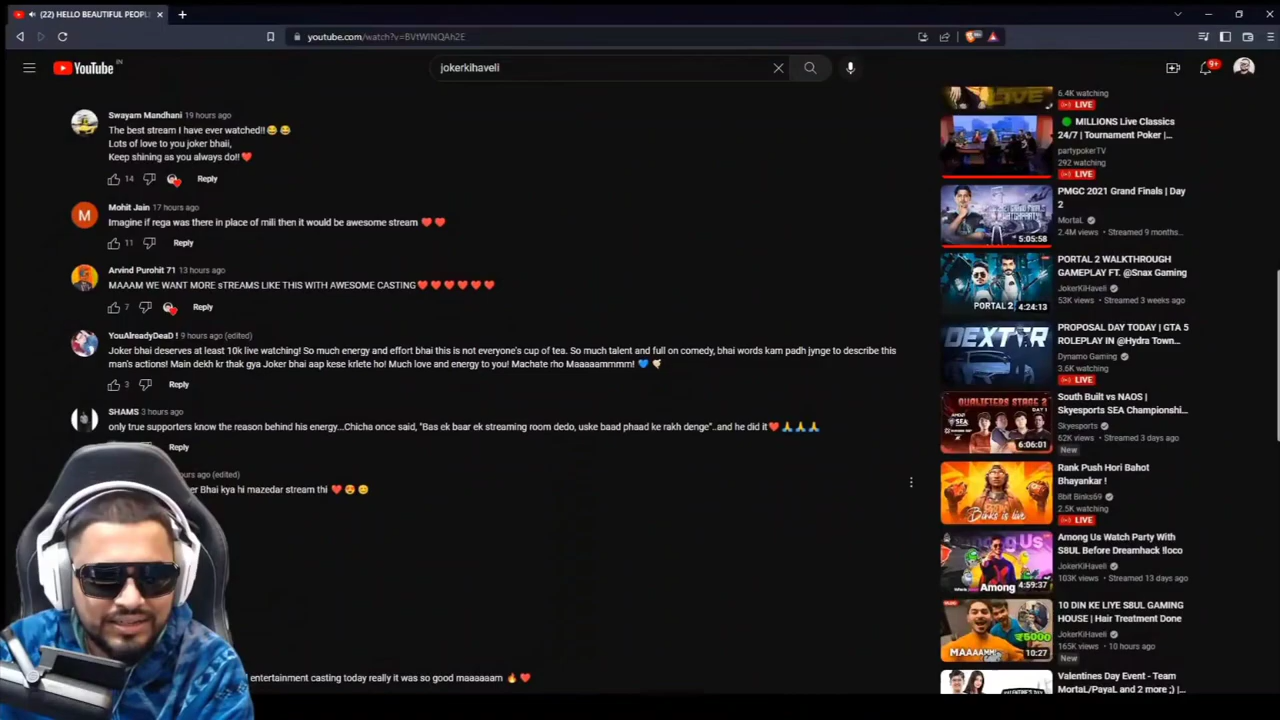 (22) HELLO BEAUTIFUL PEOPL
youtube.com/watch?v=BVtWINQAh2E
YouTube IN
jokerkihaveli
9+
Swayam Mandhani 19 hours ago
The best stream I have ever watched!!😂😂
Lots of love to you joker bhaii,
Keep shining as you always do!!❤️
14
Reply
Mohit Jain 17 hours ago
Imagine if rega was there in place of mili then it would be awesome stream ❤️ ❤️
11
Reply
Arvind Purohit 71 13 hours ago
MAAAM WE WANT MORE sTREAMS LIKE THIS WITH AWESOME CASTING❤️❤️❤️❤️❤️❤️
7
Reply
YouAlreadyDeaD ! 9 hours ago (edited)
Joker bhai deserves at least 10k live watching! So much energy and effort bhai this is not everyone's cup of tea. So much talent and full on comedy, bhai words kam padh jynge to describe this
man's actions! Main dekh kr thak gya Joker bhai aap kese krlete ho! Much love and energy to you! Machate rho Maaaaammmm! 💙
3
Reply
SHAMS 3 hours ago
only true supporters know the reason behind his energy...Chicha once said, "Bas ek baar ek streaming room dedo, uske baad phaad ke rakh denge"..and he did it❤️🙏🙏🙏
Reply
ours ago (edited)
er Bhai kya hi mazedar stream thi ❤️😍😊
entertainment casting today really it was so good maaaaaam 🔥❤️
LIVE
6.4K watching
LIVE
MILLIONS Live Classics
24/7 | Tournament Poker |...
partypokerTV
292 watching
LIVE
PMGC 2021 Grand Finals | Day
2
MortaL
2.4M views • Streamed 9 months...
WATCHPARTY
5:05:58
PORTAL 2 WALKTHROUGH
GAMEPLAY FT. @Snax Gaming
JokerKiHaveli
53K views • Streamed 3 weeks ago
PORTAL 2
4:24:13
PROPOSAL DAY TODAY | GTA 5
ROLEPLAY IN @Hydra Town...
Dynamo Gaming
3.6K watching
LIVE
DEXTER
South Built vs NAOS |
Skyesports SEA Championshi...
Skyesports
62K views • Streamed 3 days ago
New
QUALIFIERS STAGE 2
DAY 1
6:06:01
Rank Push Hori Bahot
Bhayankar !
8bit Binks69
2.5K watching
LIVE
Binks is live
Among Us Watch Party With
S8UL Before Dreamhack !loco
JokerKiHaveli
103K views • Streamed 13 days ago
Among
4:59:37
10 DIN KE LIYE S8UL GAMING
HOUSE | Hair Treatment Done
JokerKiHaveli
165K views • 10 hours ago
New
₹5000
MAAAMM
10:27
Valentines Day Event - Team
MortaL/PayaL and 2 more ;) |...